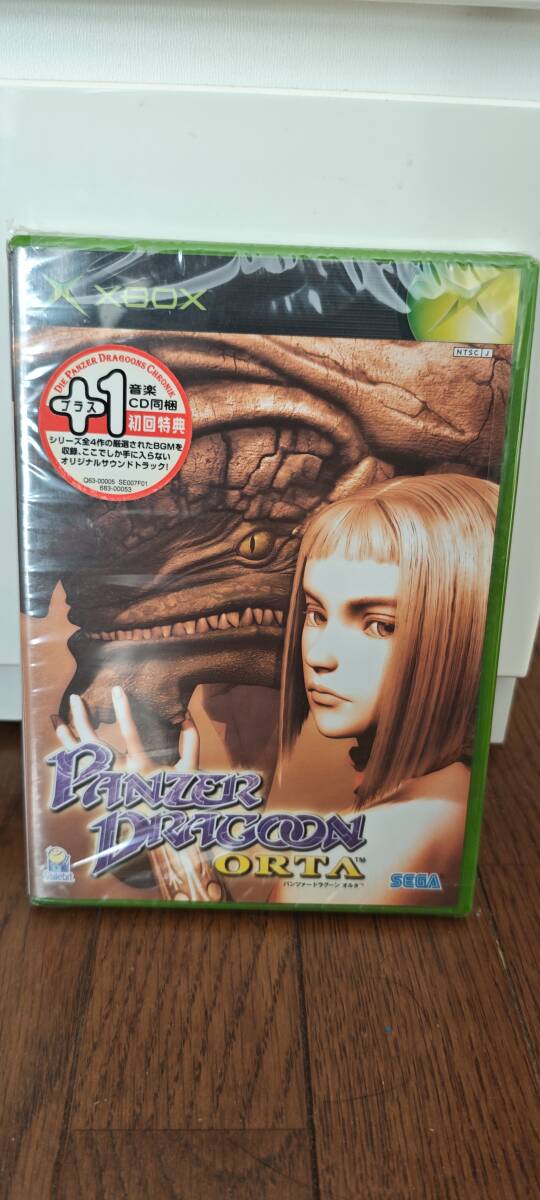 XBOX
NTSC J
DIE PANZER DRAGOONS CHRONIK
+1
プラス
音楽
CD同梱
初回特典
シリーズ全4作の厳選されたBGMを
収録、ここでしか手に入らない
オリジナルサウンドトラック!
Q63-00005 SE007F01
663-00053
PANZER
DRAGOON
ORTA™
パンツァードラグーン オルタ™
SEGA